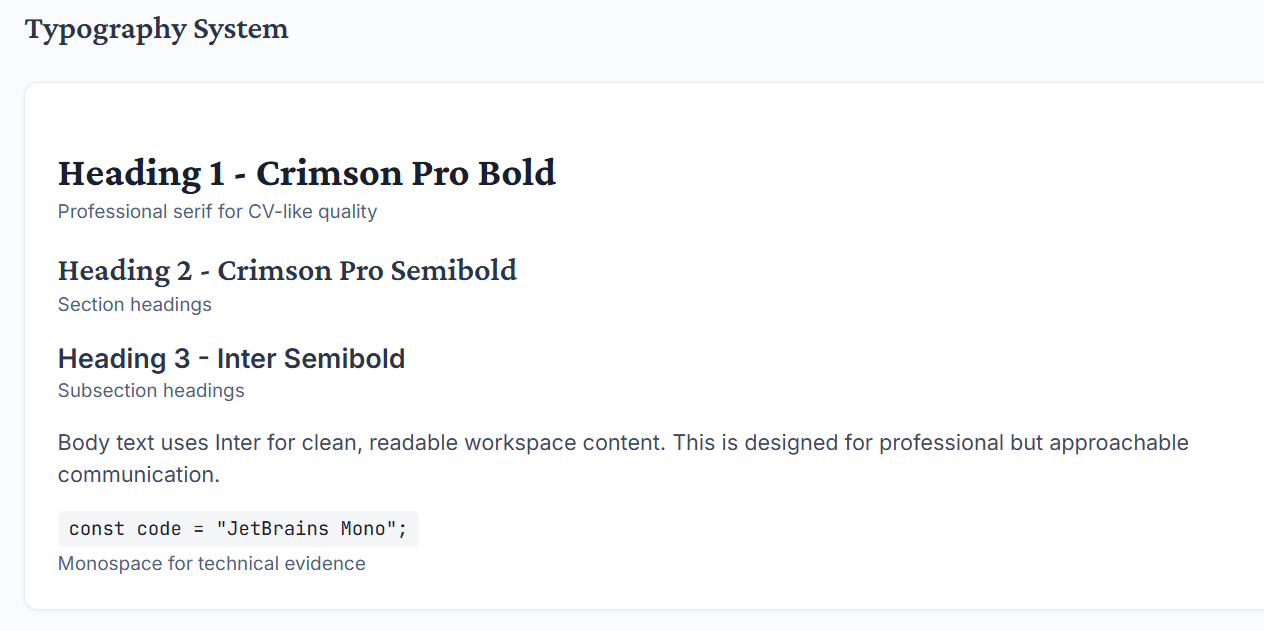 Typography System
Heading 1 - Crimson Pro Bold
Professional serif for CV-like quality
Heading 2 - Crimson Pro Semibold
Section headings
Heading 3 - Inter Semibold
Subsection headings
Body text uses Inter for clean, readable workspace content. This is designed for professional but approachable
communication.
const code = "JetBrains Mono";
Monospace for technical evidence